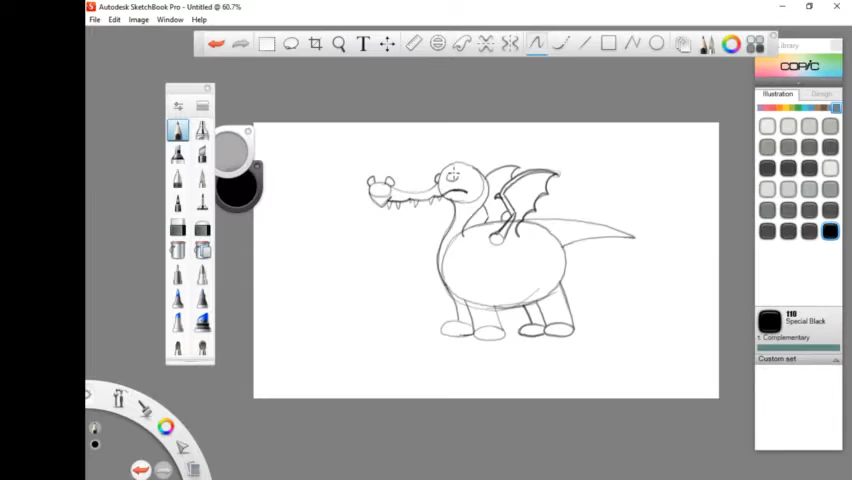 Autodesk SketchBook Pro - Untitled @ 60.7%
File Edit Image Window Help
T
Library
COPIC
Illustration Design
110
Special Black
Complementary
Custom set